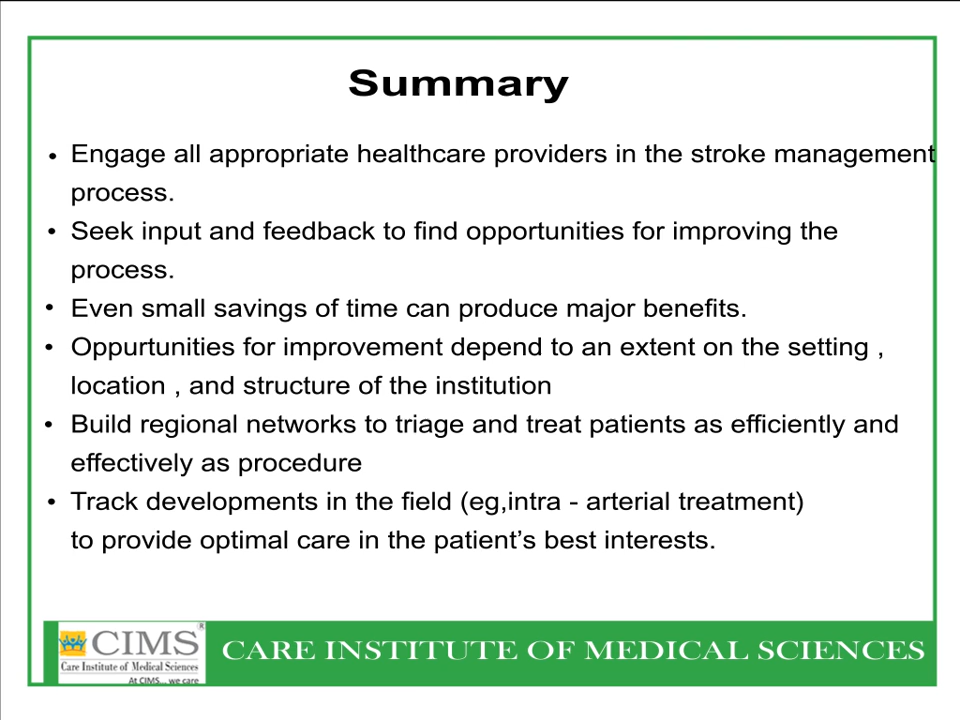 Summary
• Engage all appropriate healthcare providers in the stroke management
process.
• Seek input and feedback to find opportunities for improving the
process.
• Even small savings of time can produce major benefits.
• Oppurtunities for improvement depend to an extent on the setting ,
location , and structure of the institution
• Build regional networks to triage and treat patients as efficiently and
effectively as procedure
• Track developments in the field (eg,intra - arterial treatment)
to provide optimal care in the patient’s best interests.
CIMS®
Care Institute of Medical Sciences
At CIMS... we care
CARE INSTITUTE OF MEDICAL SCIENCES